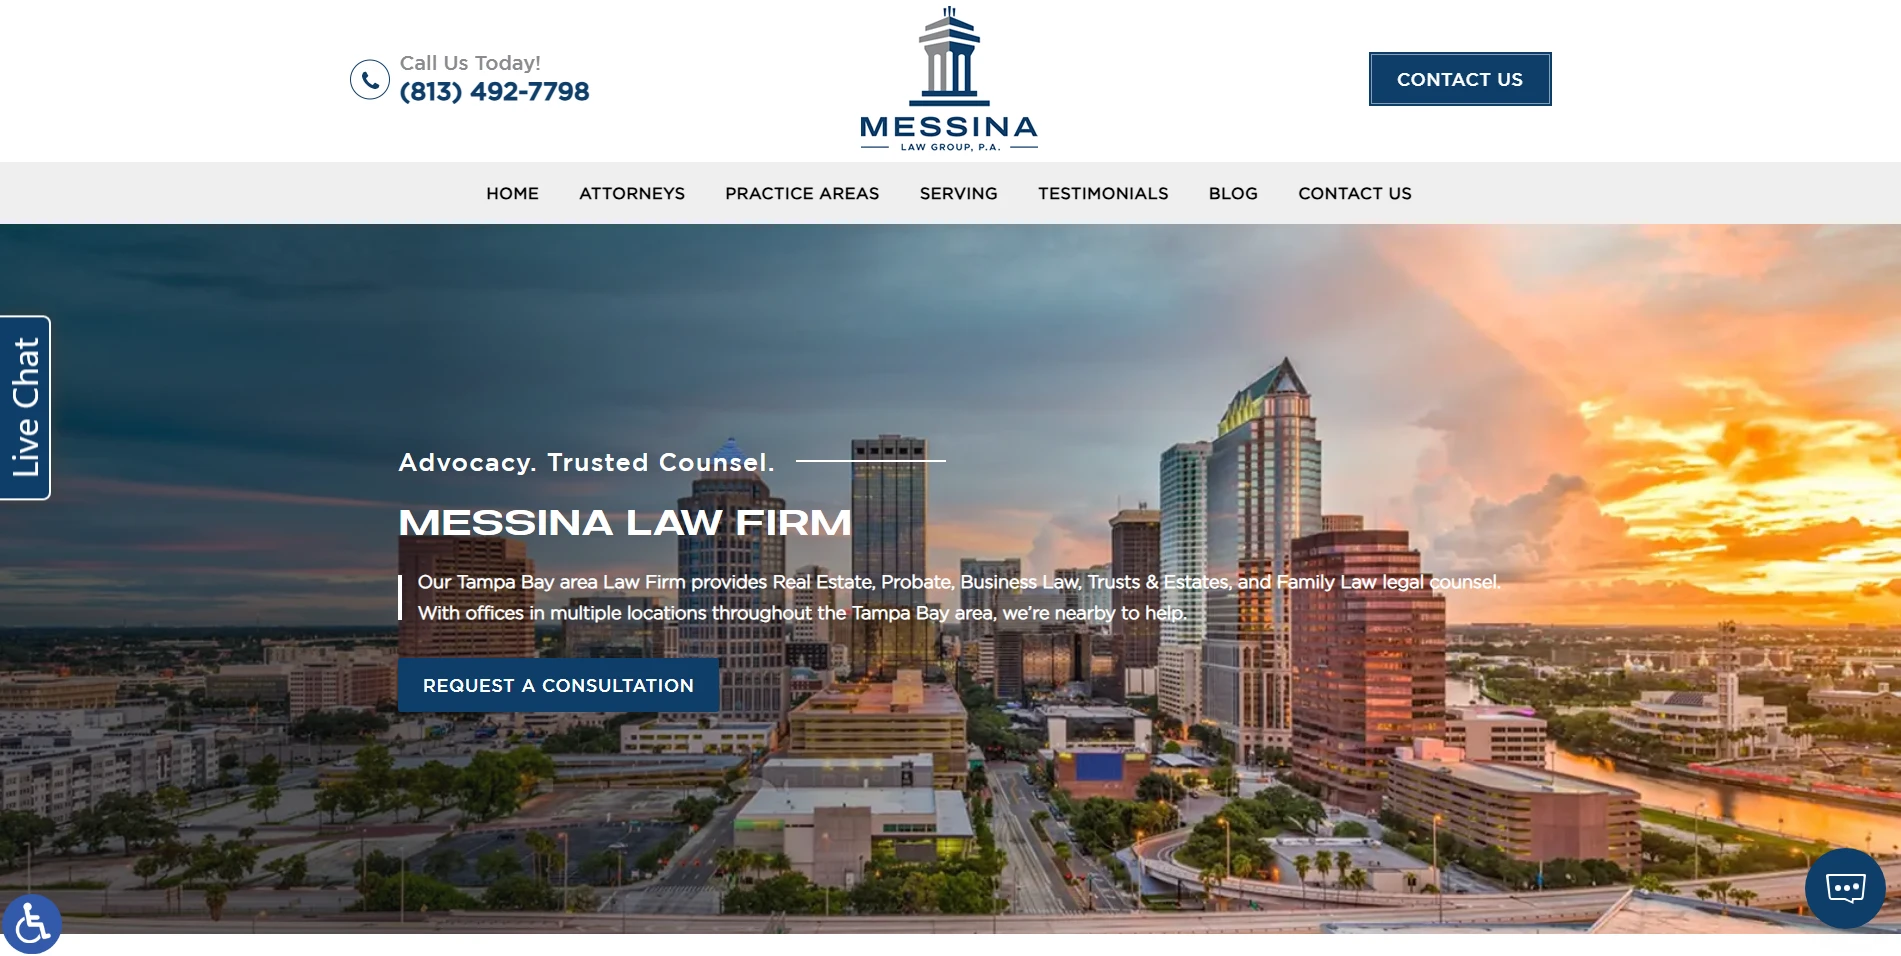 Call Us Today!
(813) 492-7798
MESSINA
LAW GROUP, P.A.
CONTACT US
HOME
ATTORNEYS
PRACTICE AREAS
SERVING
TESTIMONIALS
BLOG
CONTACT US
Live Chat
Advocacy. Trusted Counsel.
MESSINA LAW FIRM
Our Tampa Bay area Law Firm provides Real Estate, Probate, Business Law, Trusts & Estates, and Family Law legal counsel.
With offices in multiple locations throughout the Tampa Bay area, we’re nearby to help.
REQUEST A CONSULTATION